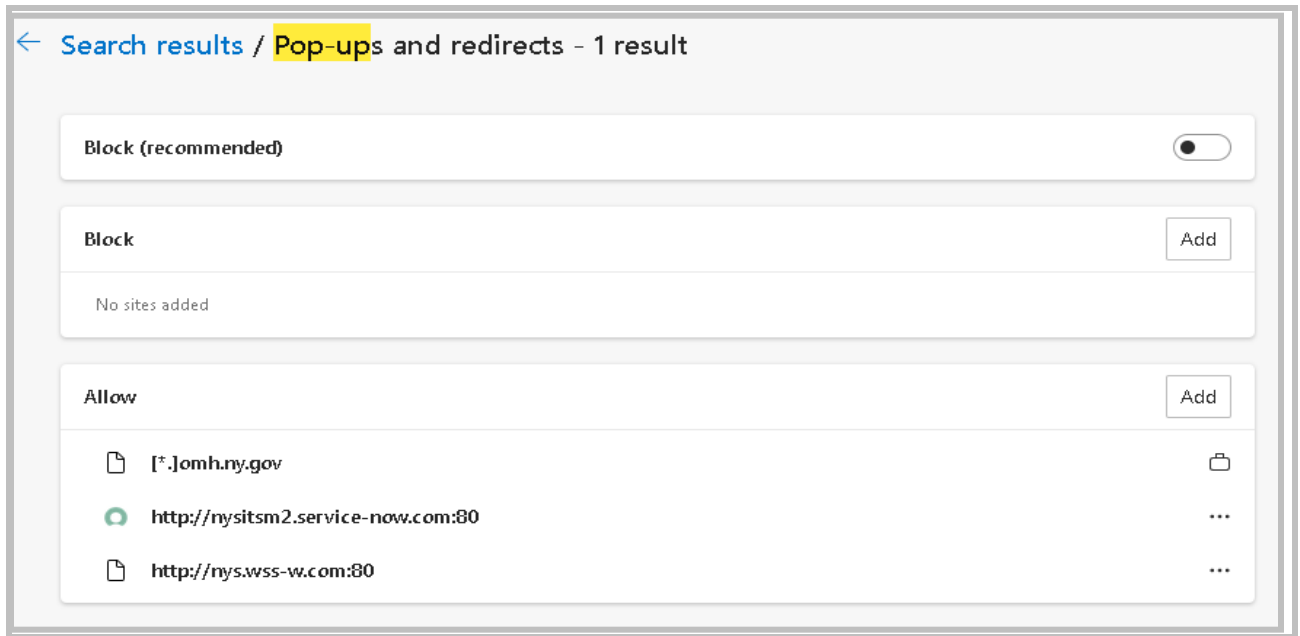 Search results / Pop-ups and redirects - 1 result
Block (recommended)
Block
Add
No sites added
Allow
Add
[*.]omh.ny.gov
http://nysitsm2.service-now.com:80
http://nys.wss-w.com:80